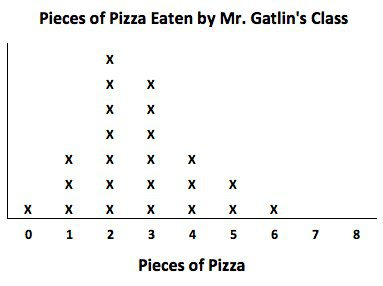 Pieces of Pizza Eaten by Mr. Gatlin's Class
X
X X
X X
X X
X X X X
X X X X X
X X X X X X X
0 1 2 3 4 5 6 7 8
Pieces of Pizza